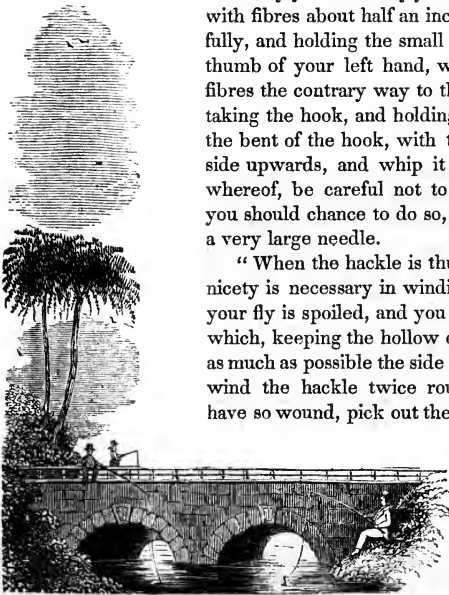 with fibres about half an inc
fully, and holding the small
thumb of your left hand, w
fibres the contrary way to th
taking the hook, and holding
the bent of the hook, with t
side upwards, and whip it
whereof, be careful not to
you should chance to do so,
a very large needle.
“ When the hackle is thu
nicety is necessary in windi
your fly is spoiled, and you
which, keeping the hollow
as much as possible the side
wind the hackle twice rou
have so wound, pick out the